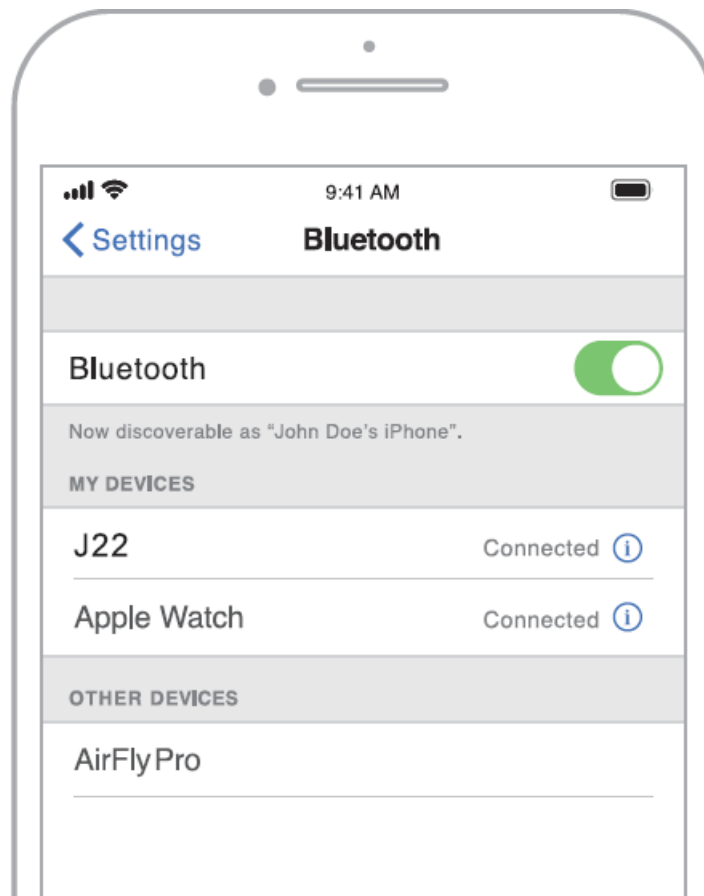 9:41 AM
Settings
Bluetooth
Bluetooth
Now discoverable as “John Doe's iPhone”.
MY DEVICES
J22
Connected
Apple Watch
Connected
OTHER DEVICES
AirFly Pro